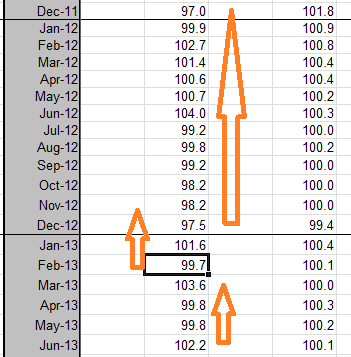 Dec-11 97.0 101.8
Jan-12 99.9 100.9
Feb-12 102.7 100.8
Mar-12 101.4 100.4
Apr-12 100.6 100.4
May-12 100.7 100.2
Jun-12 104.0 100.3
Jul-12 99.2 100.0
Aug-12 99.8 100.2
Sep-12 99.2 100.0
Oct-12 98.2 100.0
Nov-12 98.2 100.0
Dec-12 97.5 99.4
Jan-13 101.6 100.4
Feb-13 99.7 100.1
Mar-13 103.6 100.0
Apr-13 99.8 100.3
May-13 99.8 100.2
Jun-13 102.2 100.1